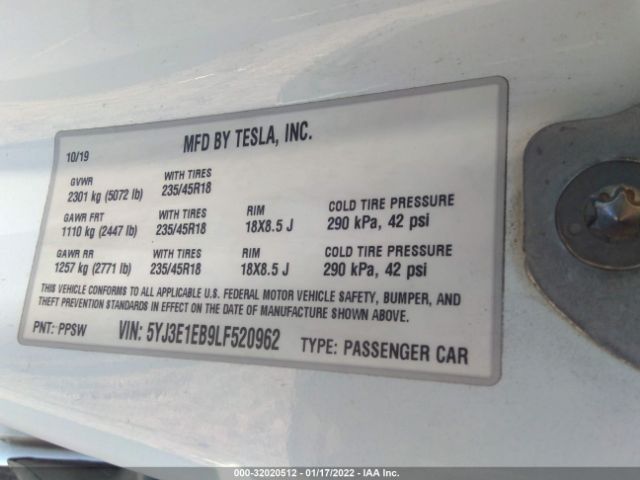 MFD BY TESLA, INC.
10/19
GVWR
2301 kg (5072 lb)
WITH TIRES
235/45R18
GAWR FRT
1110 kg (2447 lb)
WITH TIRES
235/45R18
RIM
18X8.5 J
COLD TIRE PRESSURE
290 kPa, 42 psi
GAWR RR
1257 kg (2771 lb)
WITH TIRES
235/45R18
RIM
18X8.5 J
COLD TIRE PRESSURE
290 kPa, 42 psi
THIS VEHICLE CONFORMS TO ALL APPLICABLE U.S. FEDERAL MOTOR VEHICLE SAFETY, BUMPER, AND
THEFT PREVENTION STANDARDS IN EFFECT ON THE DATE OF MANUFACTURE SHOWN ABOVE.
PNT: PPSW
VIN: 5YJ3E1EB9LF520962
TYPE: PASSENGER CAR
000-32020512 - 01/17/2022 - IAA Inc.